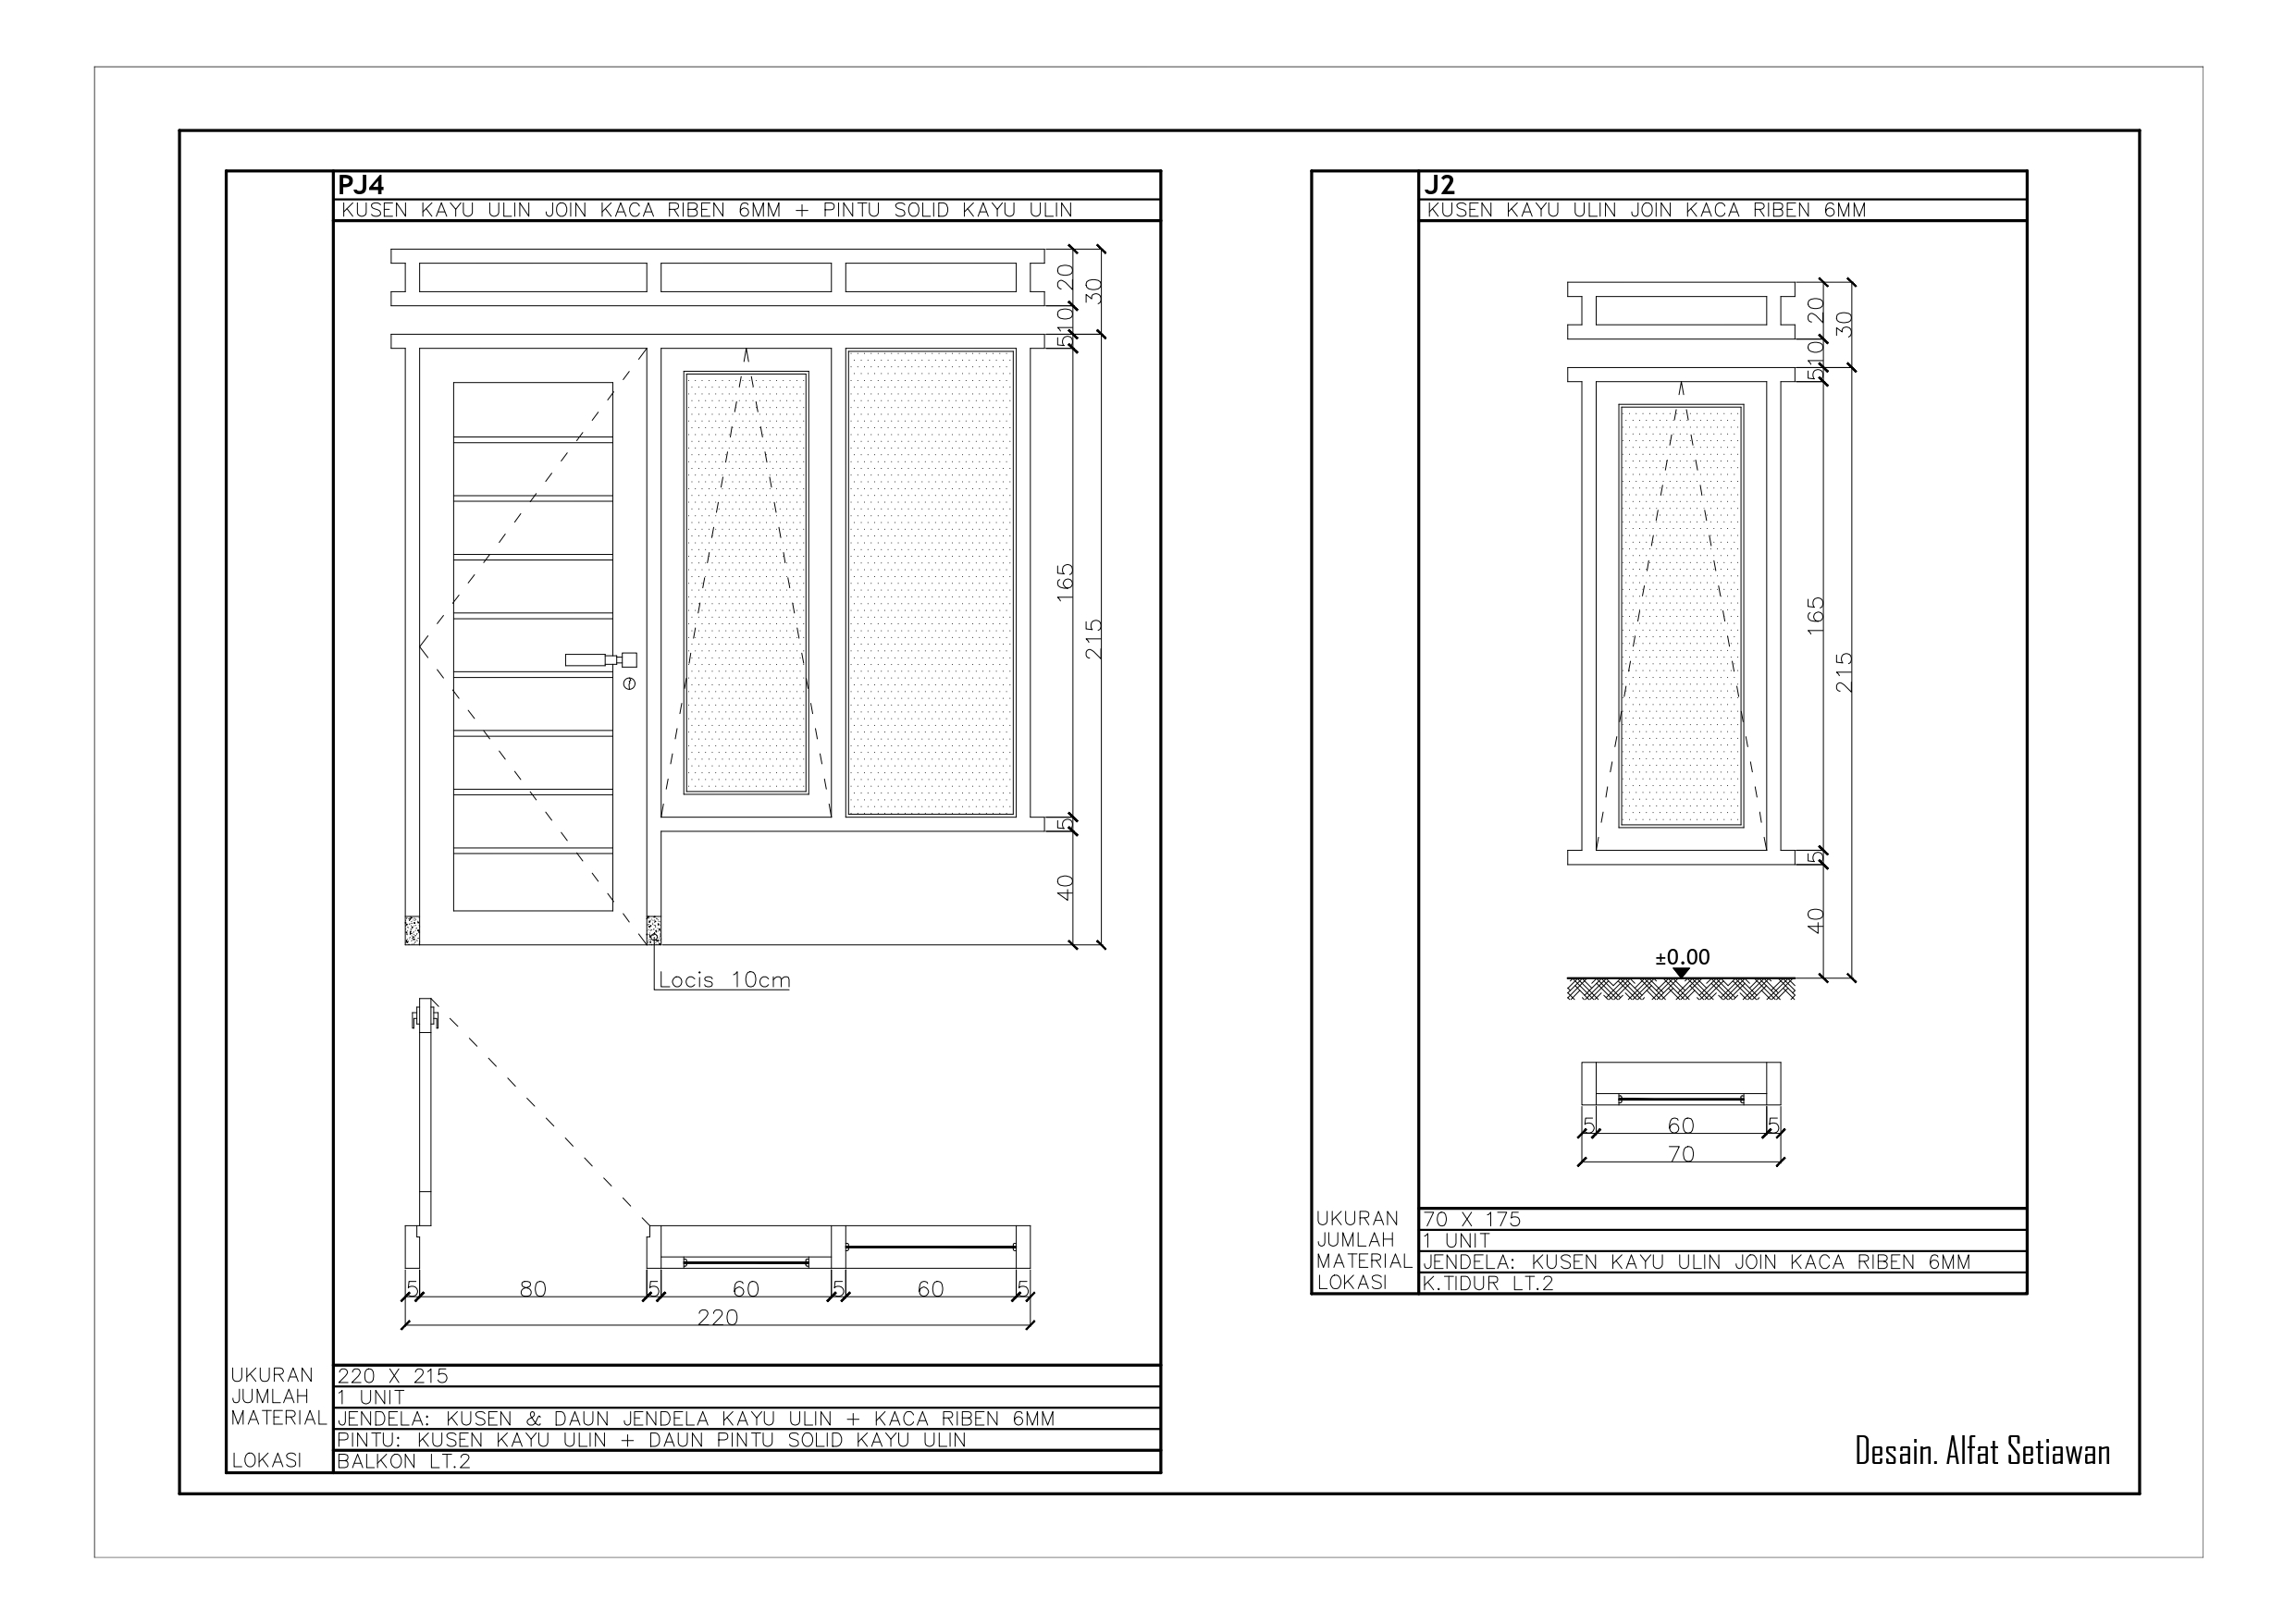 PJ4
KUSEN KAYU ULIN JOIN KACA RIBEN 6MM + PINTU SOLID KAYU ULIN
20
30
10
5
165
215
5
40
Locis 10cm
5 80 5 60 5 60 5
220
UKURAN 220 X 215
JUMLAH 1 UNIT
MATERIAL JENDELA: KUSEN & DAUN JENDELA KAYU ULIN + KACA RIBEN 6MM
PINTU: KUSEN KAYU ULIN + DAUN PINTU SOLID KAYU ULIN
LOKASI BALKON LT.2
J2
KUSEN KAYU ULIN JOIN KACA RIBEN 6MM
20
30
10
5
165
215
5
40
±0.00
5 60 5
70
UKURAN 70 X 175
JUMLAH 1 UNIT
MATERIAL JENDELA: KUSEN KAYU ULIN JOIN KACA RIBEN 6MM
LOKASI K.TIDUR LT.2
Desain. Alfat Setiawan